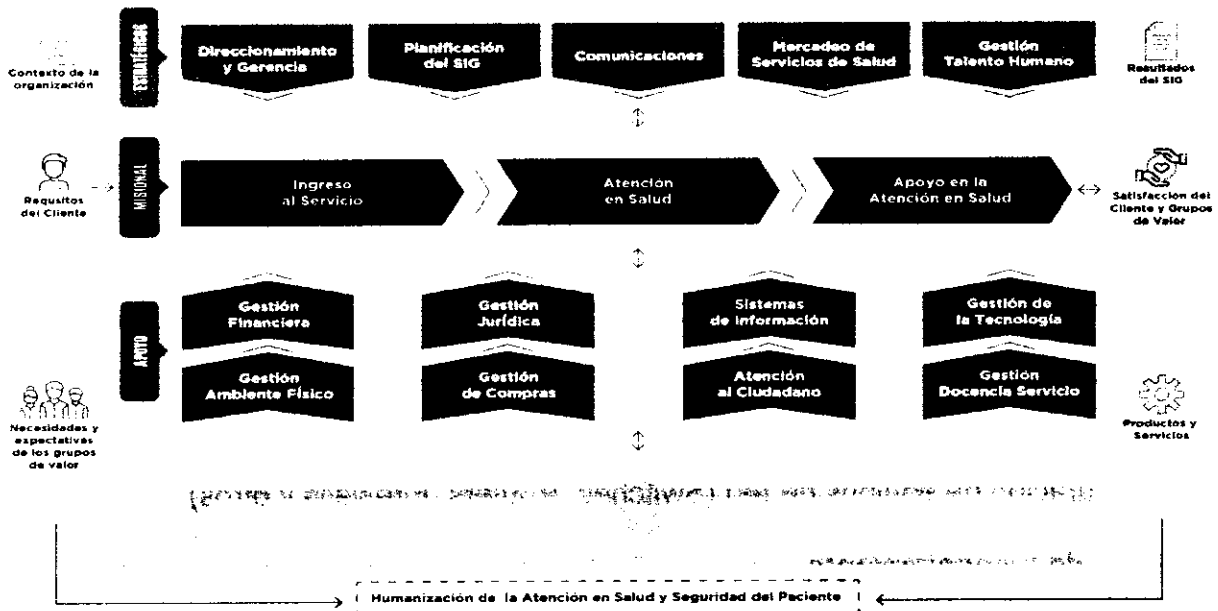 Contexto de la
organización
ESTRATÉGICOS
Direccionamiento
y Gerencia
Planificación
del SIG
Comunicaciones
Mercadeo de
Servicios de Salud
Gestión
Talento Humano
Resultados
del SIG
Requsitos
del Cliente
MISIONAL
Ingreso
al Servicio
Atención
en Salud
Apoyo en la
Atención en Salud
Satisfacción del
Cliente y Grupos
de Valor
APOYO
Gestión
Financiera
Gestión
Jurídica
Sistemas
de Información
Gestión de
la Tecnología
Gestión
Ambiente Físico
Gestión
de Compras
Atención
al Ciudadano
Gestión
Docencia Servicio
Necesidades y
expectativas
de los grupos
de valor
Productos y
Servicios
Humanización de la Atención en Salud y Seguridad del Paciente